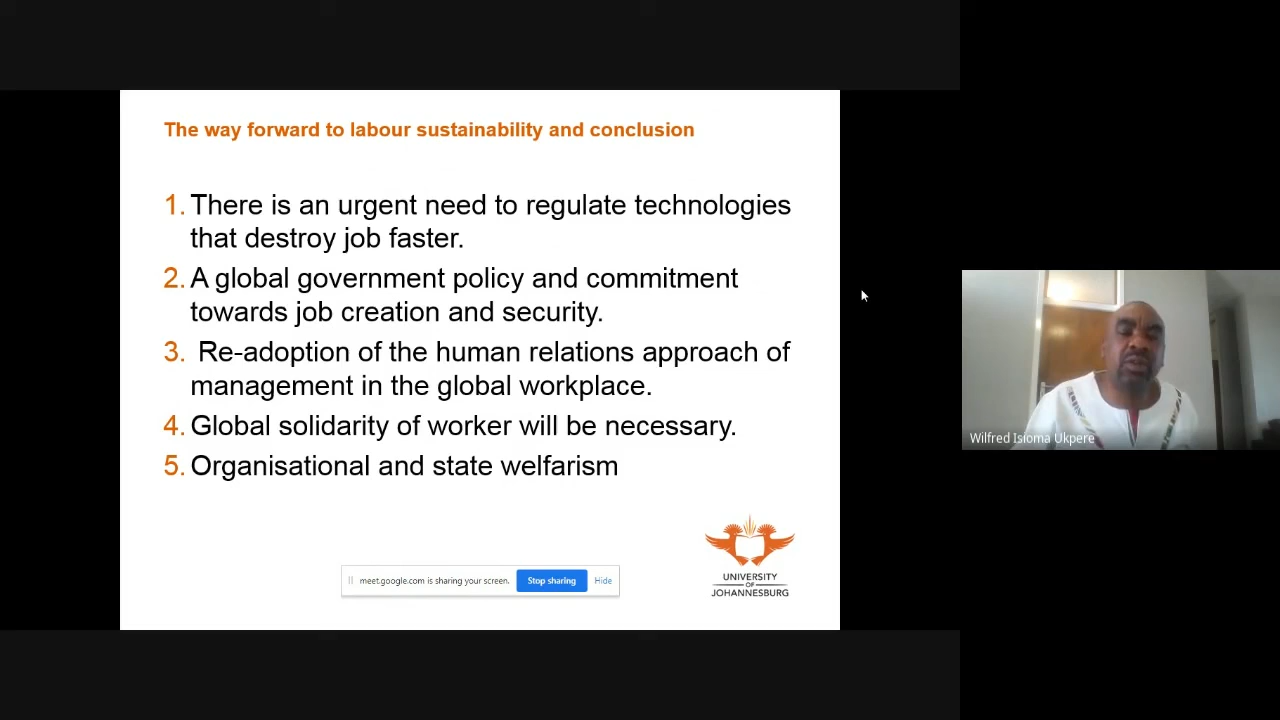 The way forward to labour sustainability and conclusion
1. There is an urgent need to regulate technologies
that destroy job faster.
2. A global government policy and commitment
towards job creation and security.
3. Re-adoption of the human relations approach of
management in the global workplace.
4. Global solidarity of worker will be necessary.
5. Organisational and state welfarism
UNIVERSITY
OF
JOHANNESBURG
meet.google.com is sharing your screen. Stop sharing Hide
Wilfred Isioma Ukpere